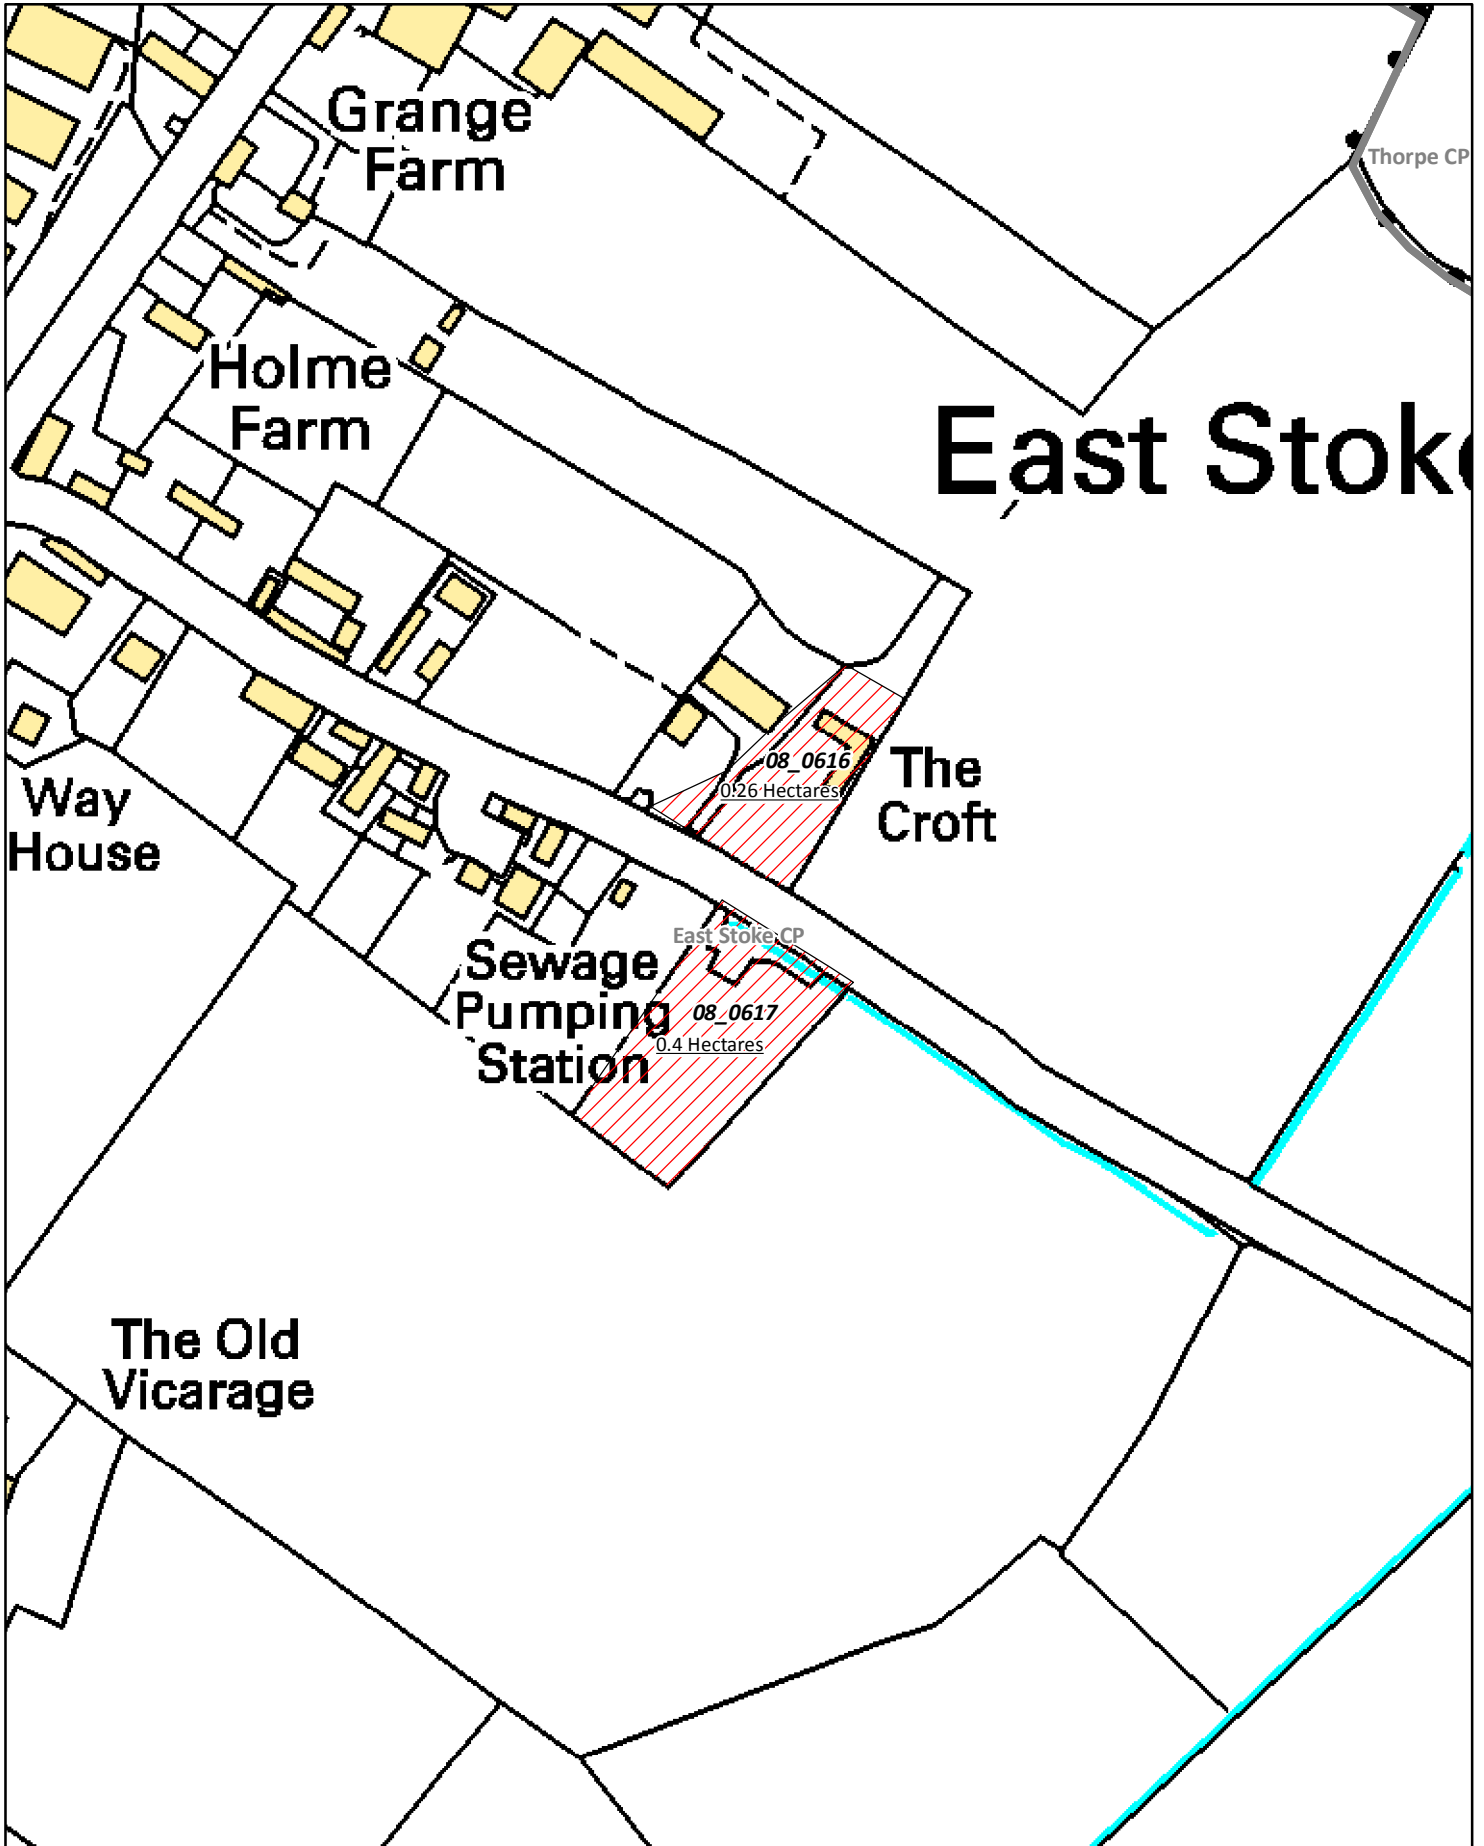 Grange
Farm
Thorpe CP
Holme
Farm
East Stoke
08_0616
0.26 Hectares
The
Croft
Way
House
East Stoke CP
Sewage
Pumping
Station
08_0617
0.4 Hectares
The Old
Vicarage